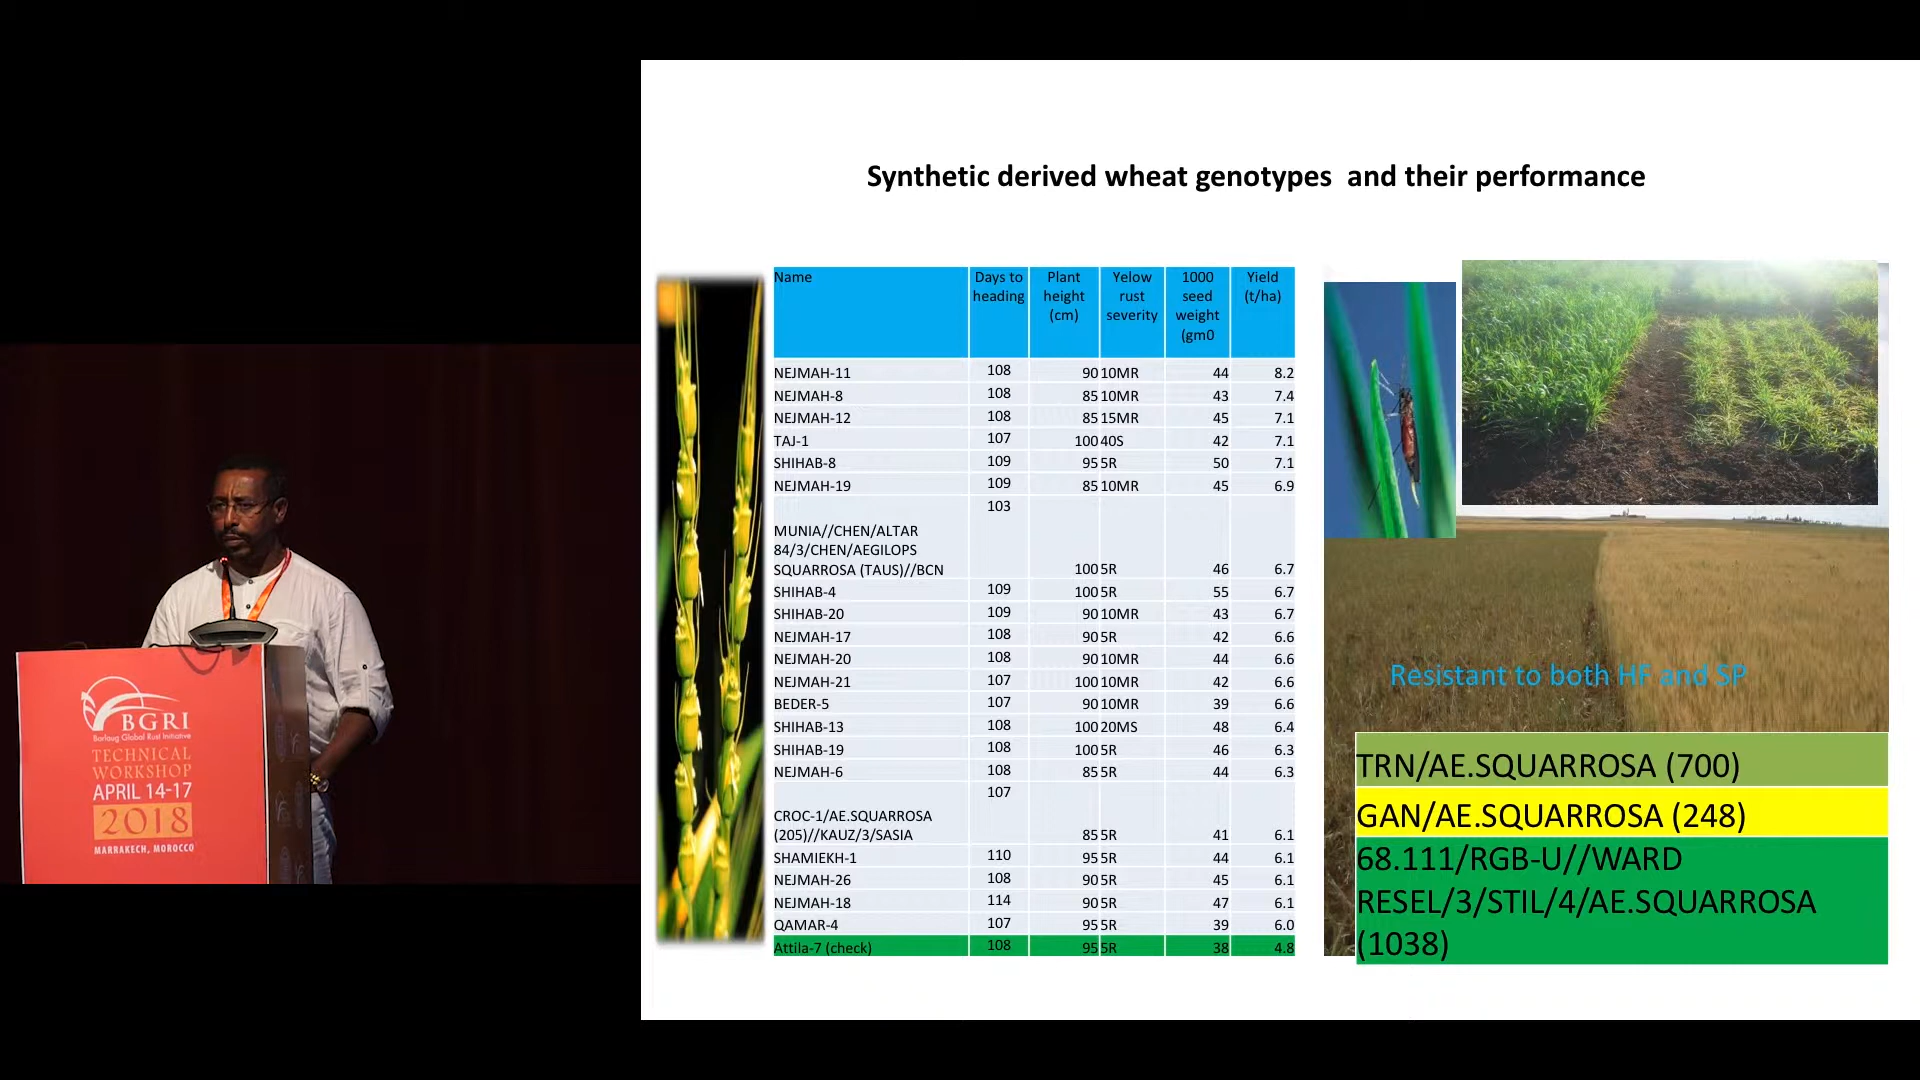 Synthetic derived wheat genotypes and their performance
Name Days to heading Plant height (cm) Yelow rust severity 1000 seed weight (gm0 Yield (t/ha)
NEJMAH-11 108 90 10MR 44 8.2
NEJMAH-8 108 85 10MR 43 7.4
NEJMAH-12 108 85 15MR 45 7.1
TAJ-1 107 100 40S 42 7.1
SHIHAB-8 109 95 5R 50 7.1
NEJMAH-19 109 85 10MR 45 6.9
MUNIA//CHEN/ALTAR
84/3/CHEN/AEGILOPS
SQUARROSA (TAUS)//BCN 103 100 5R 46 6.7
SHIHAB-4 109 100 5R 55 6.7
SHIHAB-20 109 90 10MR 43 6.7
NEJMAH-17 108 90 5R 42 6.6
NEJMAH-20 108 90 10MR 44 6.6
NEJMAH-21 107 100 10MR 42 6.6
BEDER-5 107 90 10MR 39 6.6
SHIHAB-13 108 100 20MS 48 6.4
SHIHAB-19 108 100 5R 46 6.3
NEJMAH-6 108 85 5R 44 6.3
CROC-1/AE.SQUARROSA
(205)//KAUZ/3/SASIA 107 85 5R 41 6.1
SHAMIEKH-1 110 95 5R 44 6.1
NEJMAH-26 108 90 5R 45 6.1
NEJMAH-18 114 90 5R 47 6.1
QAMAR-4 107 95 5R 39 6.0
Attila-7 (check) 108 95 5R 38 4.8
Resistant to both HF and SP
TRN/AE.SQUARROSA (700)
GAN/AE.SQUARROSA (248)
68.111/RGB-U//WARD
RESEL/3/STIL/4/AE.SQUARROSA
(1038)
BGRI
Borlaug Global Rust Initiative
TECHNICAL
WORKSHOP
APRIL 14-17
2018
MARRAKECH, MOROCCO